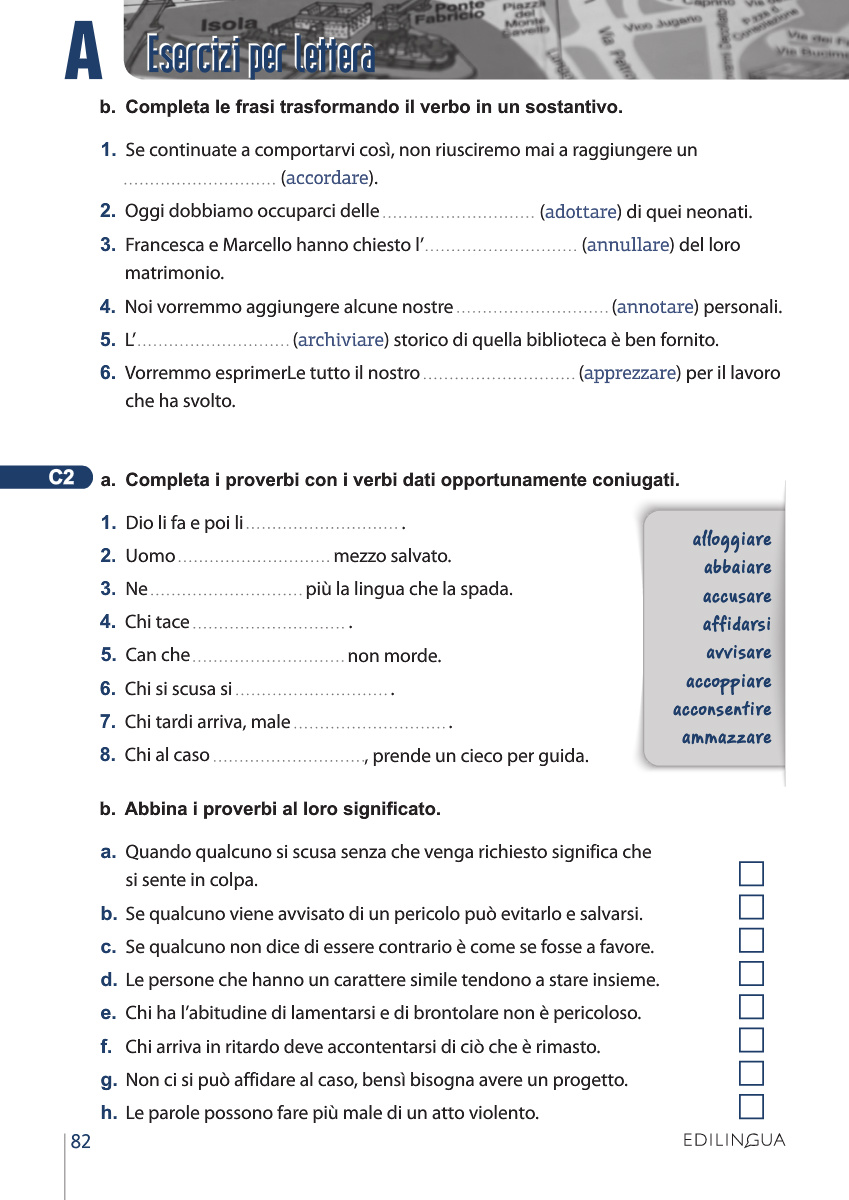 Isola
Ponte
Fabricio
Piazza
del
Monte
Savello
Vico Jugario
A
Esercizi per lettera
b. Completa le frasi trasformando il verbo in un sostantivo.
1. Se continuate a comportarvi così, non riusciremo mai a raggiungere un
............................ (accordare).
2. Oggi dobbiamo occuparci delle ............................ (adottare) di quei neonati.
3. Francesca e Marcello hanno chiesto l’............................ (annullare) del loro
matrimonio.
4. Noi vorremmo aggiungere alcune nostre ............................ (annotare) personali.
5. L’............................ (archiviare) storico di quella biblioteca è ben fornito.
6. Vorremmo esprimerLe tutto il nostro ............................ (apprezzare) per il lavoro
che ha svolto.
C2
a. Completa i proverbi con i verbi dati opportunamente coniugati.
1. Dio li fa e poi li ............................ .
2. Uomo ............................ mezzo salvato.
3. Ne ............................ più la lingua che la spada.
4. Chi tace ............................ .
5. Can che ............................ non morde.
6. Chi si scusa si ............................ .
7. Chi tardi arriva, male ............................ .
8. Chi al caso ............................, prende un cieco per guida.
alloggiare
abbaiare
accusare
affidarsi
avvisare
accoppiare
acconsentire
ammazzare
b. Abbina i proverbi al loro significato.
a. Quando qualcuno si scusa senza che venga richiesto significa che
si sente in colpa.
b. Se qualcuno viene avvisato di un pericolo può evitarlo e salvarsi.
c. Se qualcuno non dice di essere contrario è come se fosse a favore.
d. Le persone che hanno un carattere simile tendono a stare insieme.
e. Chi ha l’abitudine di lamentarsi e di brontolare non è pericoloso.
f. Chi arriva in ritardo deve accontentarsi di ciò che è rimasto.
g. Non ci si può affidare al caso, bensì bisogna avere un progetto.
h. Le parole possono fare più male di un atto violento.
82
EDILINGUA